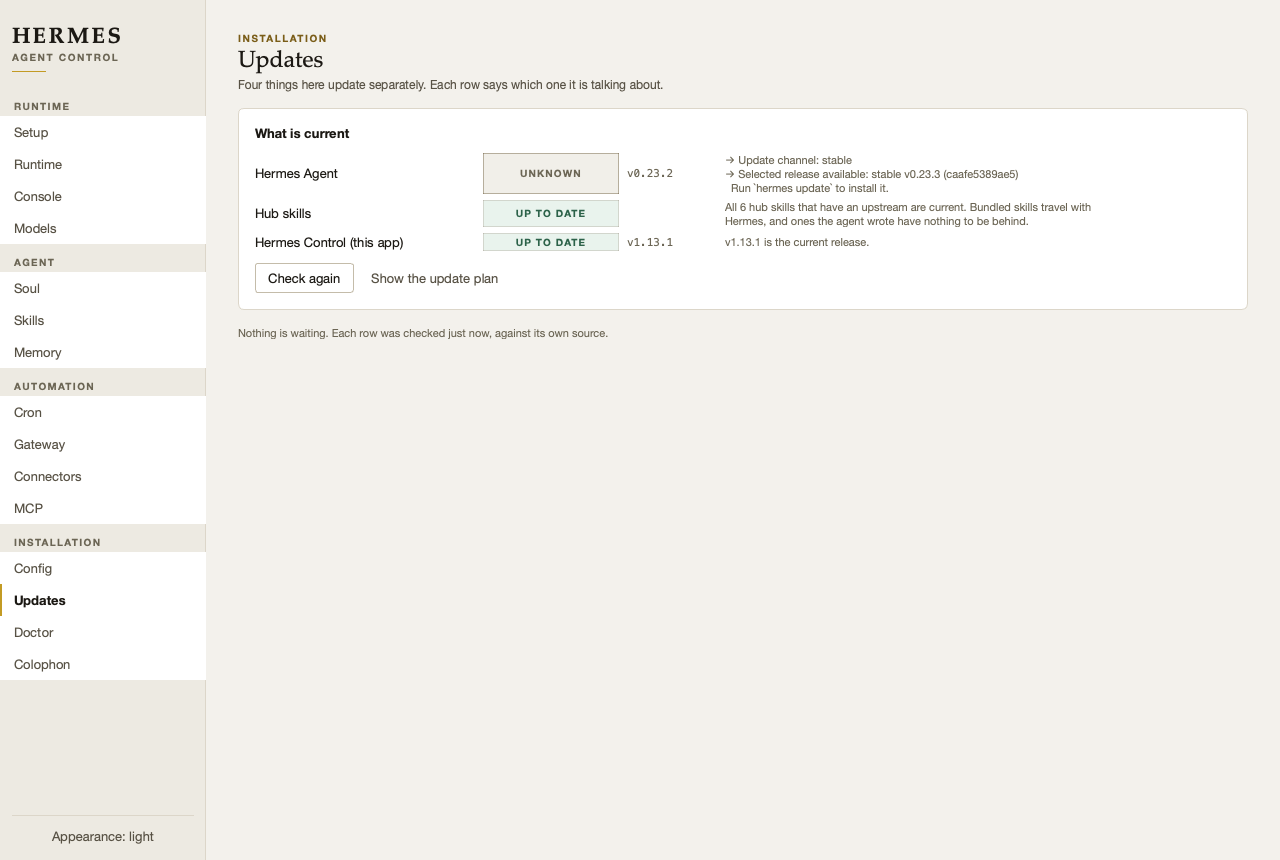 HERMES
AGENT CONTROL
RUNTIME
Setup
Runtime
Console
Models
AGENT
Soul
Skills
Memory
AUTOMATION
Cron
Gateway
Connectors
MCP
INSTALLATION
Config
Updates
Doctor
Colophon
Appearance: light
INSTALLATION
Updates
Four things here update separately. Each row says which one it is talking about.
What is current
Hermes Agent
UNKNOWN
v0.23.2
→ Update channel: stable
→ Selected release available: stable v0.23.3 (caafe5389ae5)
Run `hermes update` to install it.
Hub skills
UP TO DATE
All 6 hub skills that have an upstream are current. Bundled skills travel with
Hermes, and ones the agent wrote have nothing to be behind.
Hermes Control (this app)
UP TO DATE
v1.13.1
v1.13.1 is the current release.
Check again
Show the update plan
Nothing is waiting. Each row was checked just now, against its own source.